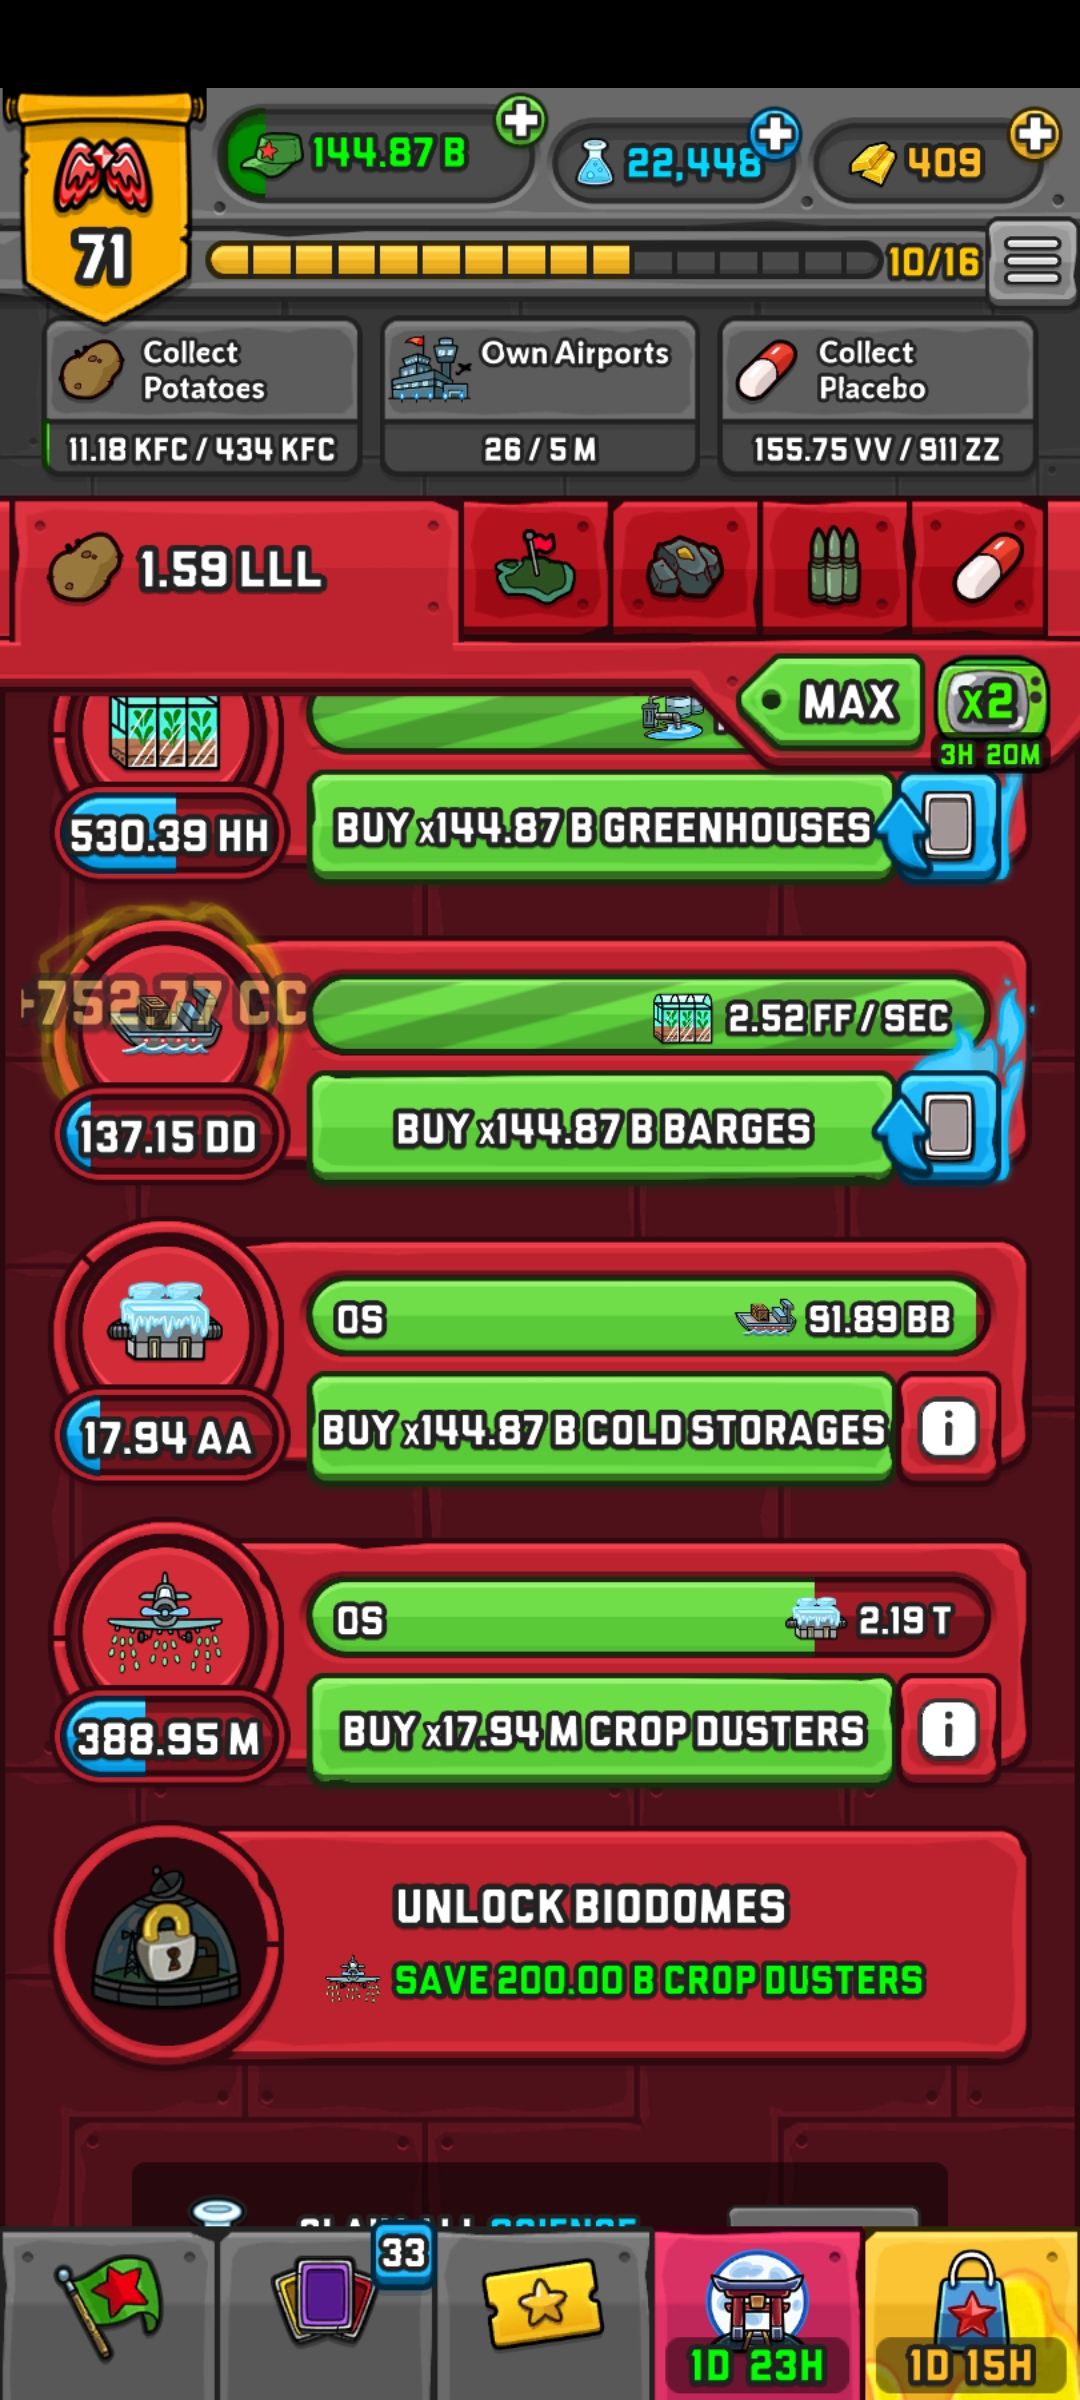 144.87 B
22,448
409
71
10/16
Collect
Potatoes
11.18 KFC / 434 KFC
Own Airports
26 / 5 M
Collect
Placebo
155.75 VV / 911 ZZ
1.59 LLL
MAX
x2
3H 20M
530.39 HH
BUY x144.87 B GREENHOUSES
+752.77 CC
2.52 FF / SEC
137.15 DD
BUY x144.87 B BARGES
0S
91.89 BB
17.94 AA
BUY x144.87 B COLD STORAGES
i
0S
2.19 T
388.95 M
BUY x17.94 M CROP DUSTERS
i
UNLOCK BIODOMES
SAVE 200.00 B CROP DUSTERS
33
1D 23H
1D 15H